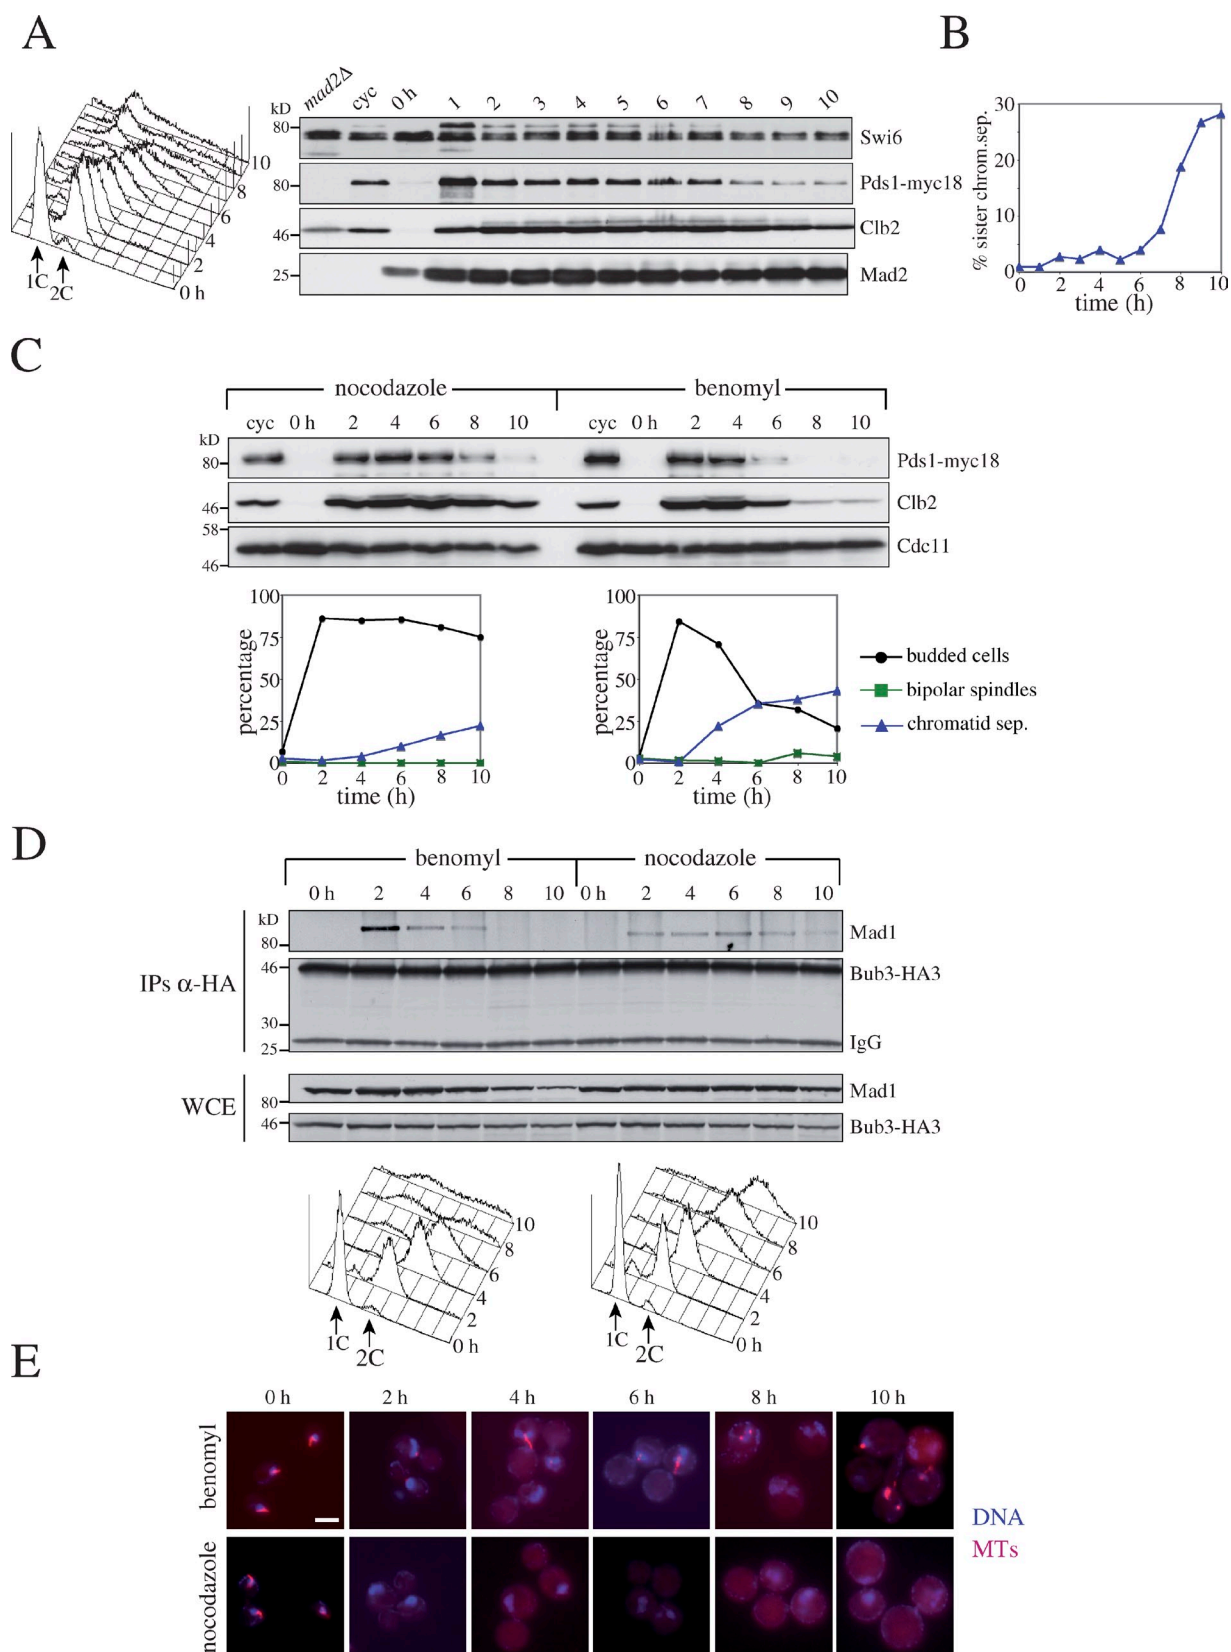 A
B
mad2Δ cyc 0 h 1 2 3 4 5 6 7 8 9 10
kD
80
Swi6
80
Pds1-myc18
46
Clb2
25
Mad2
10
8
6
4
2
0 h
1C 2C
% sister chrom.sep.
30
20
10
0
0 2 4 6 8 10
time (h)
C
nocodazole benomyl
cyc 0 h 2 4 6 8 10 cyc 0 h 2 4 6 8 10
kD
80
Pds1-myc18
46
Clb2
58
Cdc11
46
percentage
100
75
50
25
0
0 2 4 6 8 10
time (h)
percentage
100
75
50
25
0
0 2 4 6 8 10
time (h)
budded cells
bipolar spindles
chromatid sep.
D
benomyl nocodazole
0 h 2 4 6 8 10 0 h 2 4 6 8 10
kD
80
Mad1
IPs α-HA
46
Bub3-HA3
30
25
IgG
WCE
80
Mad1
46
Bub3-HA3
10
8
6
4
2
0 h
1C 2C
10
8
6
4
2
0 h
1C 2C
E
0 h 2 h 4 h 6 h 8 h 10 h
benomyl
nocodazole
DNA
MTs